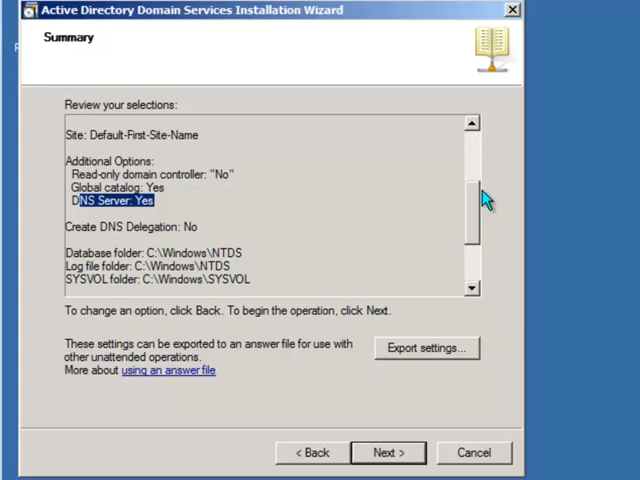 Active Directory Domain Services Installation Wizard
Summary
Review your selections:
Site: Default-First-Site-Name
Additional Options:
Read-only domain controller: "No"
Global catalog: Yes
DNS Server: Yes
Create DNS Delegation: No
Database folder: C:\Windows\NTDS
Log file folder: C:\Windows\NTDS
SYSVOL folder: C:\Windows\SYSVOL
To change an option, click Back. To begin the operation, click Next.
These settings can be exported to an answer file for use with
other unattended operations.
More about using an answer file
Export settings...
< Back
Next >
Cancel